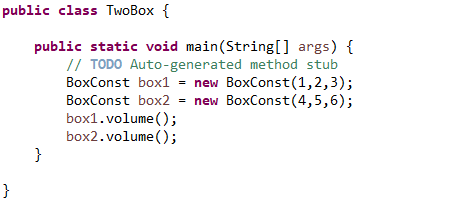 public class TwoBox {
public static void main(String[] args) {
// TODO Auto-generated method stub
BoxConst box1 = new BoxConst(1,2,3);
BoxConst box2 = new BoxConst(4,5,6);
box1.volume();
box2.volume();
}
}